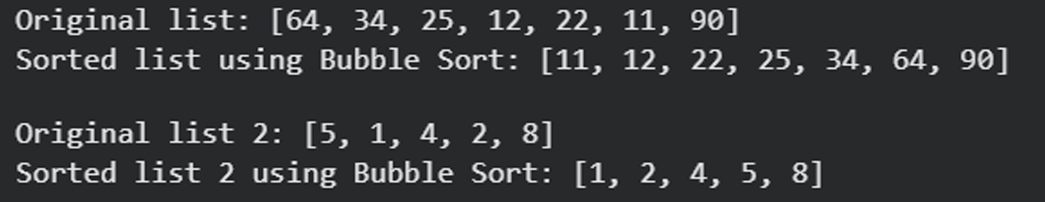 Original list: [64, 34, 25, 12, 22, 11, 90]
Sorted list using Bubble Sort: [11, 12, 22, 25, 34, 64, 90]
Original list 2: [5, 1, 4, 2, 8]
Sorted list 2 using Bubble Sort: [1, 2, 4, 5, 8]